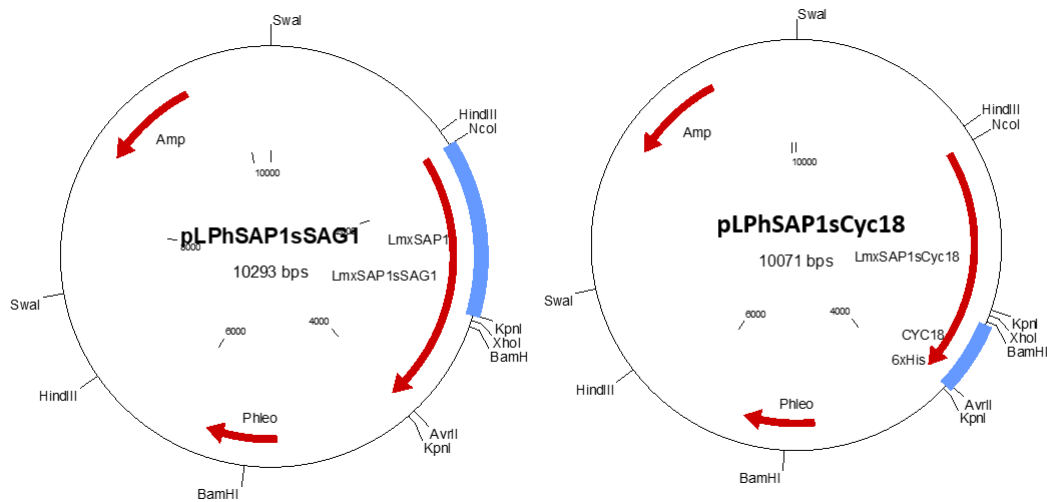 SwaI
HindIII
NcoI
Amp
10000
pLPhSAP1sSAG1
8000
LmxSAP1
10293 bps
LmxSAP1sSAG1
SwaI
6000
4000
KpnI
XhoI
BamH
HindIII
Phleo
AvrII
KpnI
BamHI
SwaI
HindIII
NcoI
Amp
10000
pLPhSAP1sCyc18
10071 bps
LmxSAP1sCyc18
SwaI
6000
4000
KpnI
XhoI
BamHI
CYC18
6xHis
HindIII
AvrII
KpnI
Phleo
BamHI